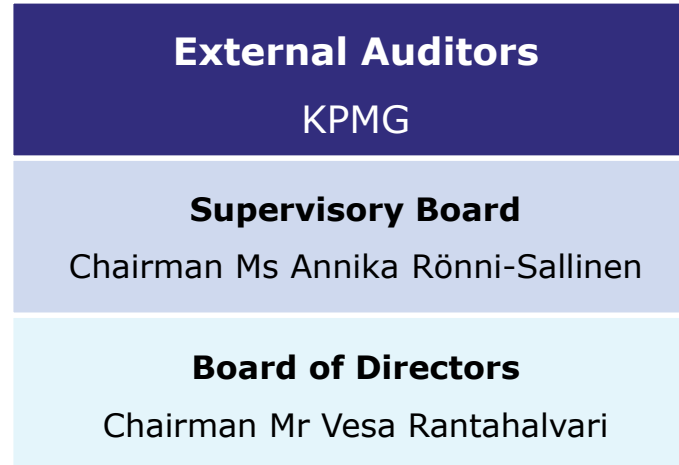 External Auditors
KPMG
Supervisory Board
Chairman Ms Annika Rönni-Sallinen
Board of Directors
Chairman Mr Vesa Rantahalvari